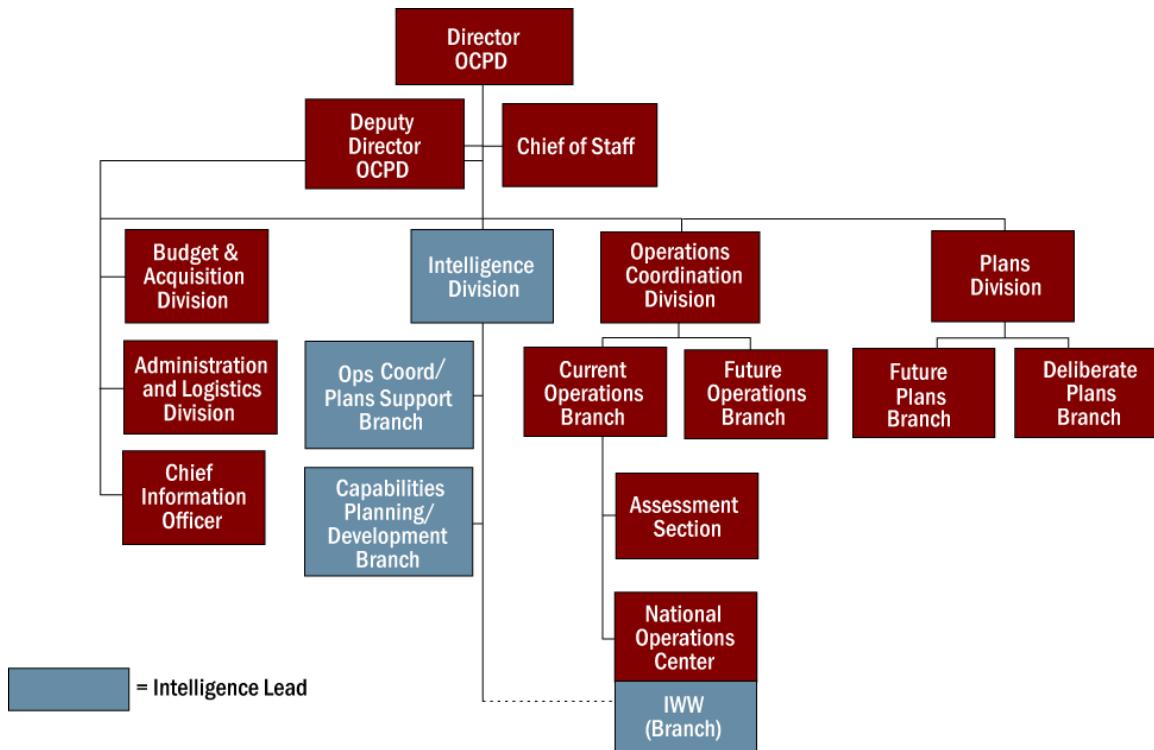 Director
OCPD
Deputy
Director
OCPD
Chief of Staff
Budget &
Acquisition
Division
Intelligence
Division
Operations
Coordination
Division
Plans
Division
Administration
and Logistics
Division
Ops Coord/
Plans Support
Branch
Current
Operations
Branch
Future
Operations
Branch
Future
Plans
Branch
Deliberate
Plans
Branch
Chief
Information
Officer
Capabilities
Planning/
Development
Branch
Assessment
Section
National
Operations
Center
IWW
(Branch)
= Intelligence Lead